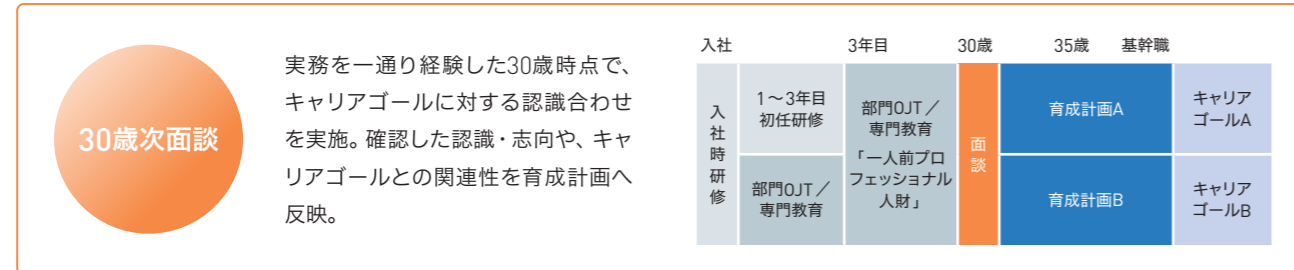 30歳次面談
実務を一通り経験した30歳時点で、
キャリアゴールに対する認識合わせ
を実施。確認した認識・志向や、キャ
リアゴールとの関連性を育成計画へ
反映。
入社 3年目 30歳 35歳 基幹職
入社時研修
1〜3年目
初任研修
部門OJT／
専門教育
部門OJT／
専門教育
「一人前プロ
フェッショナル
人財」
面談
育成計画A
育成計画B
キャリア
ゴールA
キャリア
ゴールB